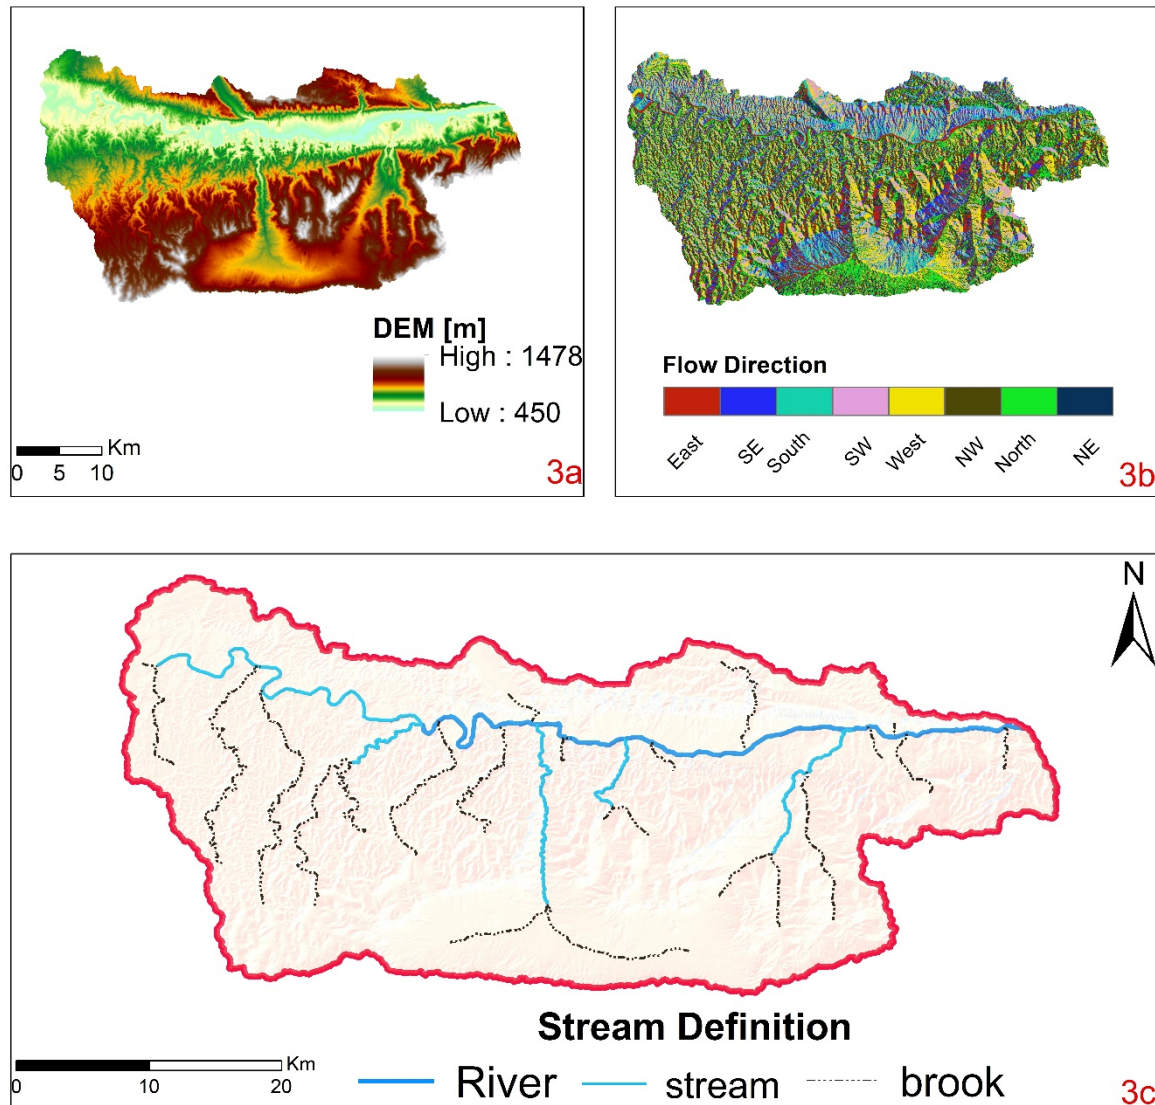 DEM [m]
High : 1478
Low : 450
Km
0 5 10
3a
Flow Direction
East SE South SW West NW North NE
3b
N
Stream Definition
Km
0 10 20
River stream brook
3c